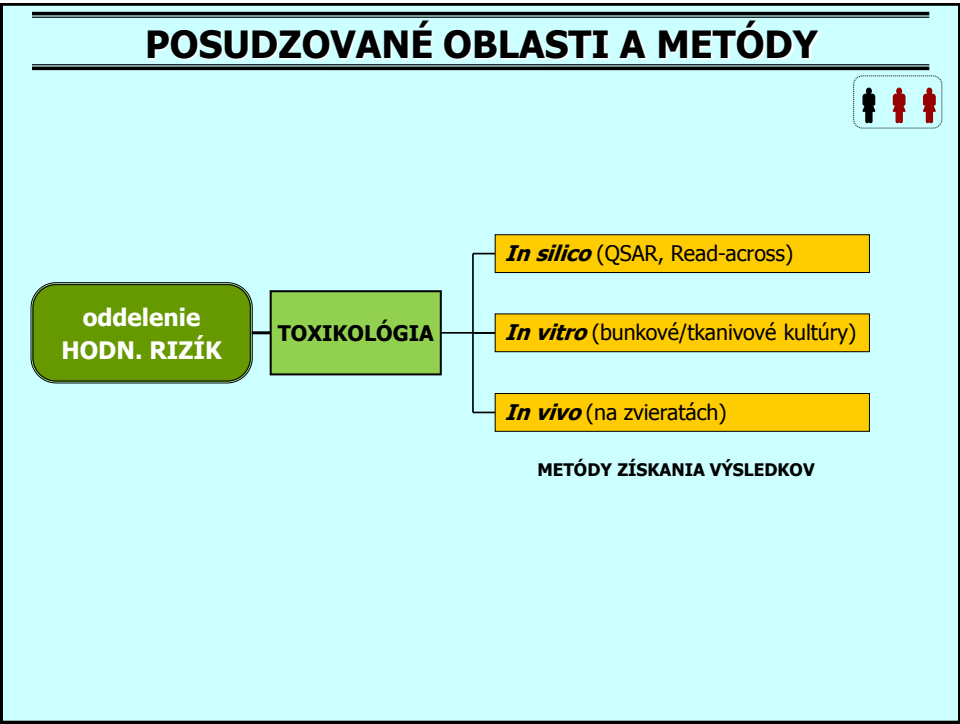 POSUDZOVANÉ OBLASTI A METÓDY
oddelenie
HODN. RIZÍK
TOXIKOLÓGIA
In silico (QSAR, Read-across)
In vitro (bunkové/tkanivové kultúry)
In vivo (na zvieratách)
METÓDY ZÍSKANIA VÝSLEDKOV